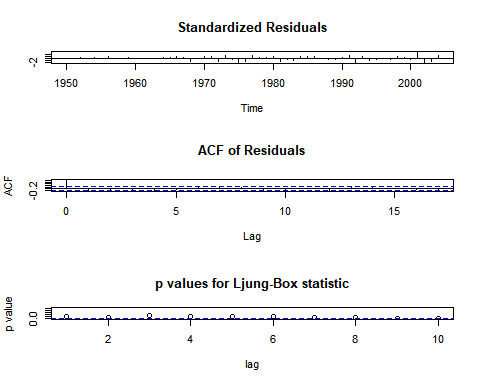 Standardized Residuals
-2
1950 1960 1970 1980 1990 2000
Time
ACF of Residuals
ACF
-0.2
0 5 10 15
Lag
p values for Ljung-Box statistic
p value
0.0
2 4 6 8 10
lag